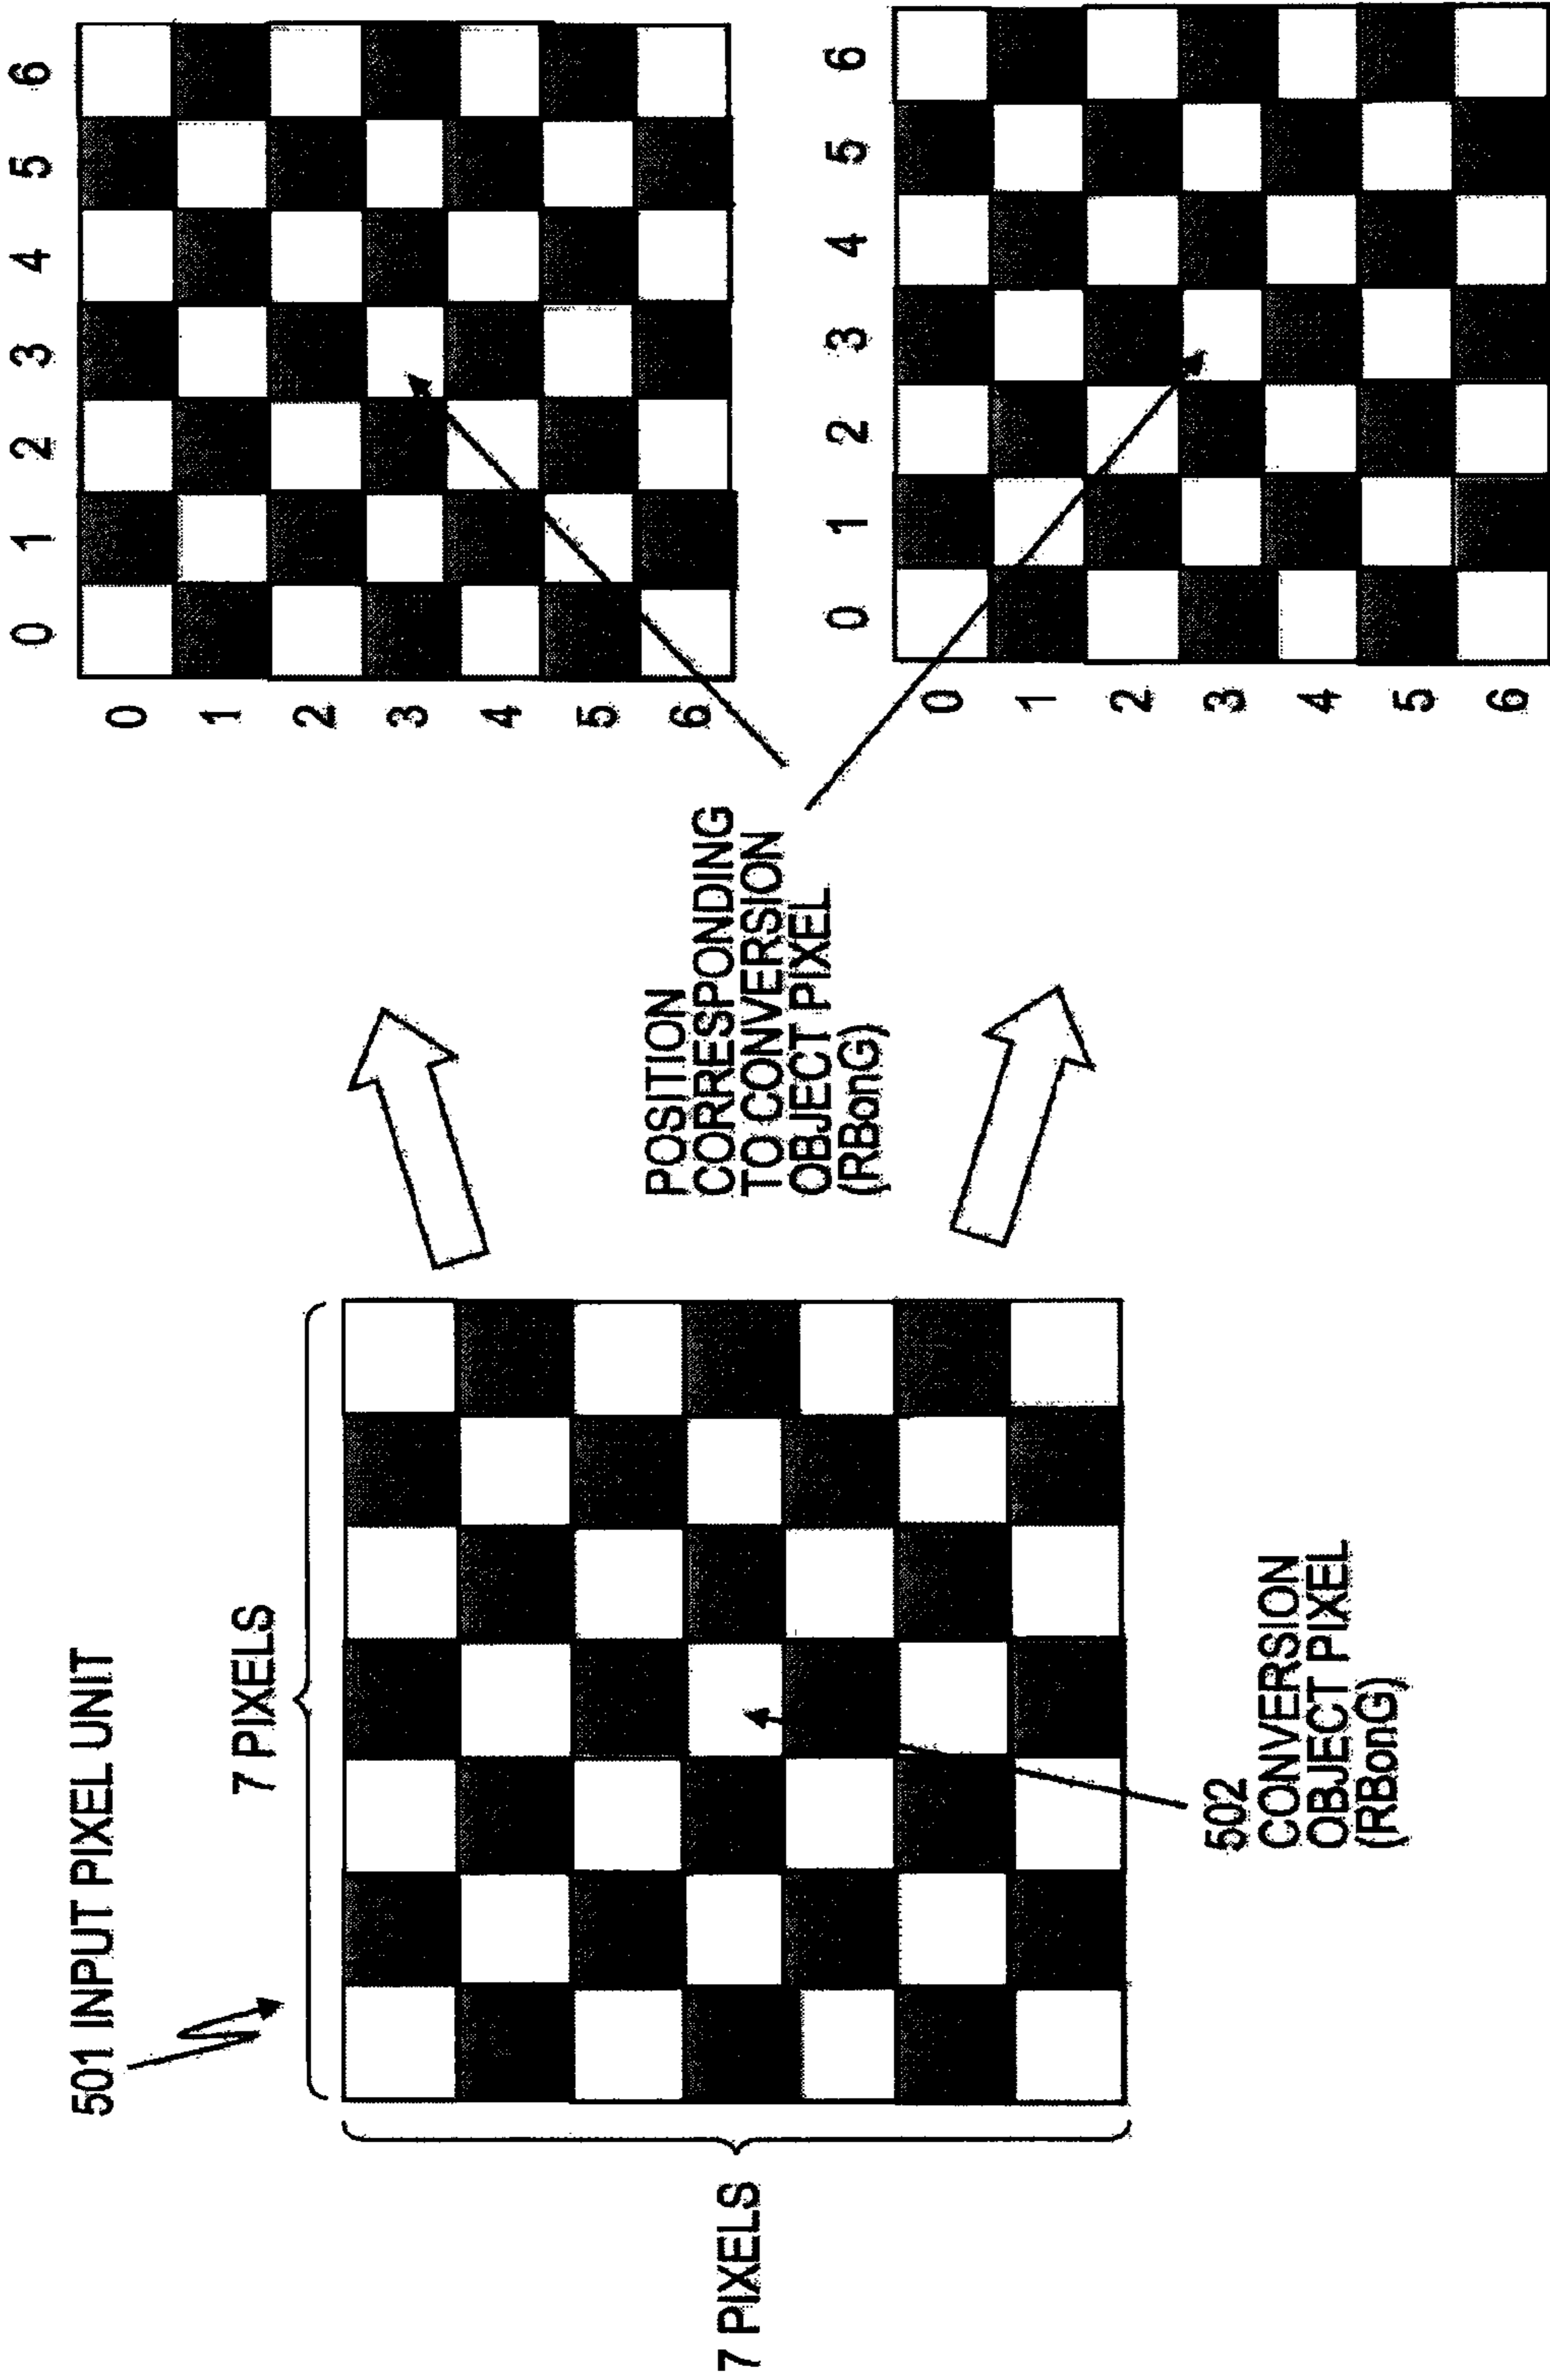 501 INPUT PIXEL UNIT
7 PIXELS
7 PIXELS
502
CONVERSION
OBJECT PIXEL
(RBonG)
POSITION
CORRESPONDING
TO CONVERSION
OBJECT PIXEL
(RBonG)
0 1 2 3 4 5 6
0
1
2
3
4
5
6
0 1 2 3 4 5 6
0
1
2
3
4
5
6